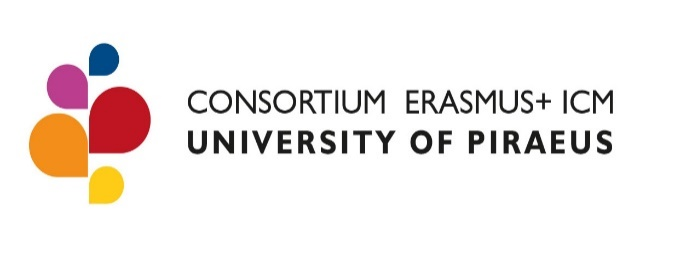 CONSORTIUM ERASMUS+ ICM
UNIVERSITY OF PIRAEUS